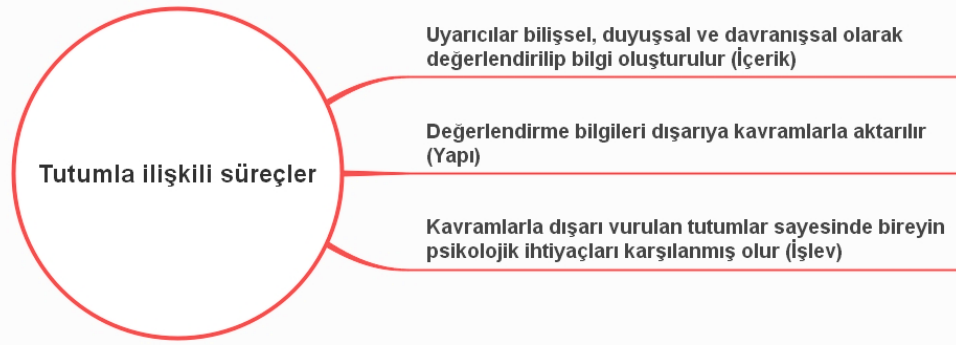 Tutumla ilişkili süreçler
Uyarıcılar bilişsel, duyuşsal ve davranışsal olarak
değerlendirilip bilgi oluşturulur (İçerik)
Değerlendirme bilgileri dışarıya kavramlarla aktarılır
(Yapı)
Kavramlarla dışarı vurulan tutumlar sayesinde bireyin
psikolojik ihtiyaçları karşılanmış olur (İşlev)